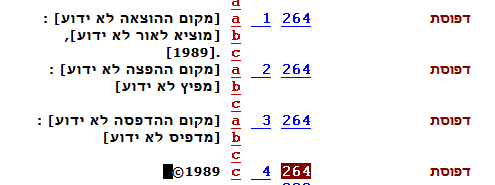 a
דפוסת 264 1 a [מקום ההוצאה לא ידוע] :
b [מוציא לאור לא ידוע],
c [1989].
דפוסת 264 2 a [מקום ההפצה לא ידוע] :
b [מפיץ לא ידוע]
c
דפוסת 264 3 a [מקום ההדפסה לא ידוע] :
b [מדפיס לא ידוע]
c
דפוסת 264 4 c ©1989